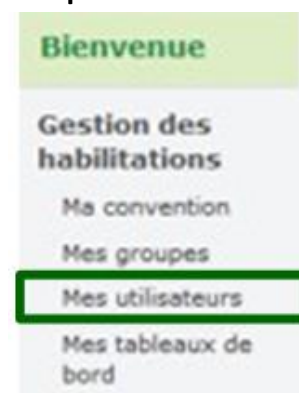 Bienvenue
Gestion des
habilitations
Ma convention
Mes groupes
Mes utilisateurs
Mes tableaux de
bord